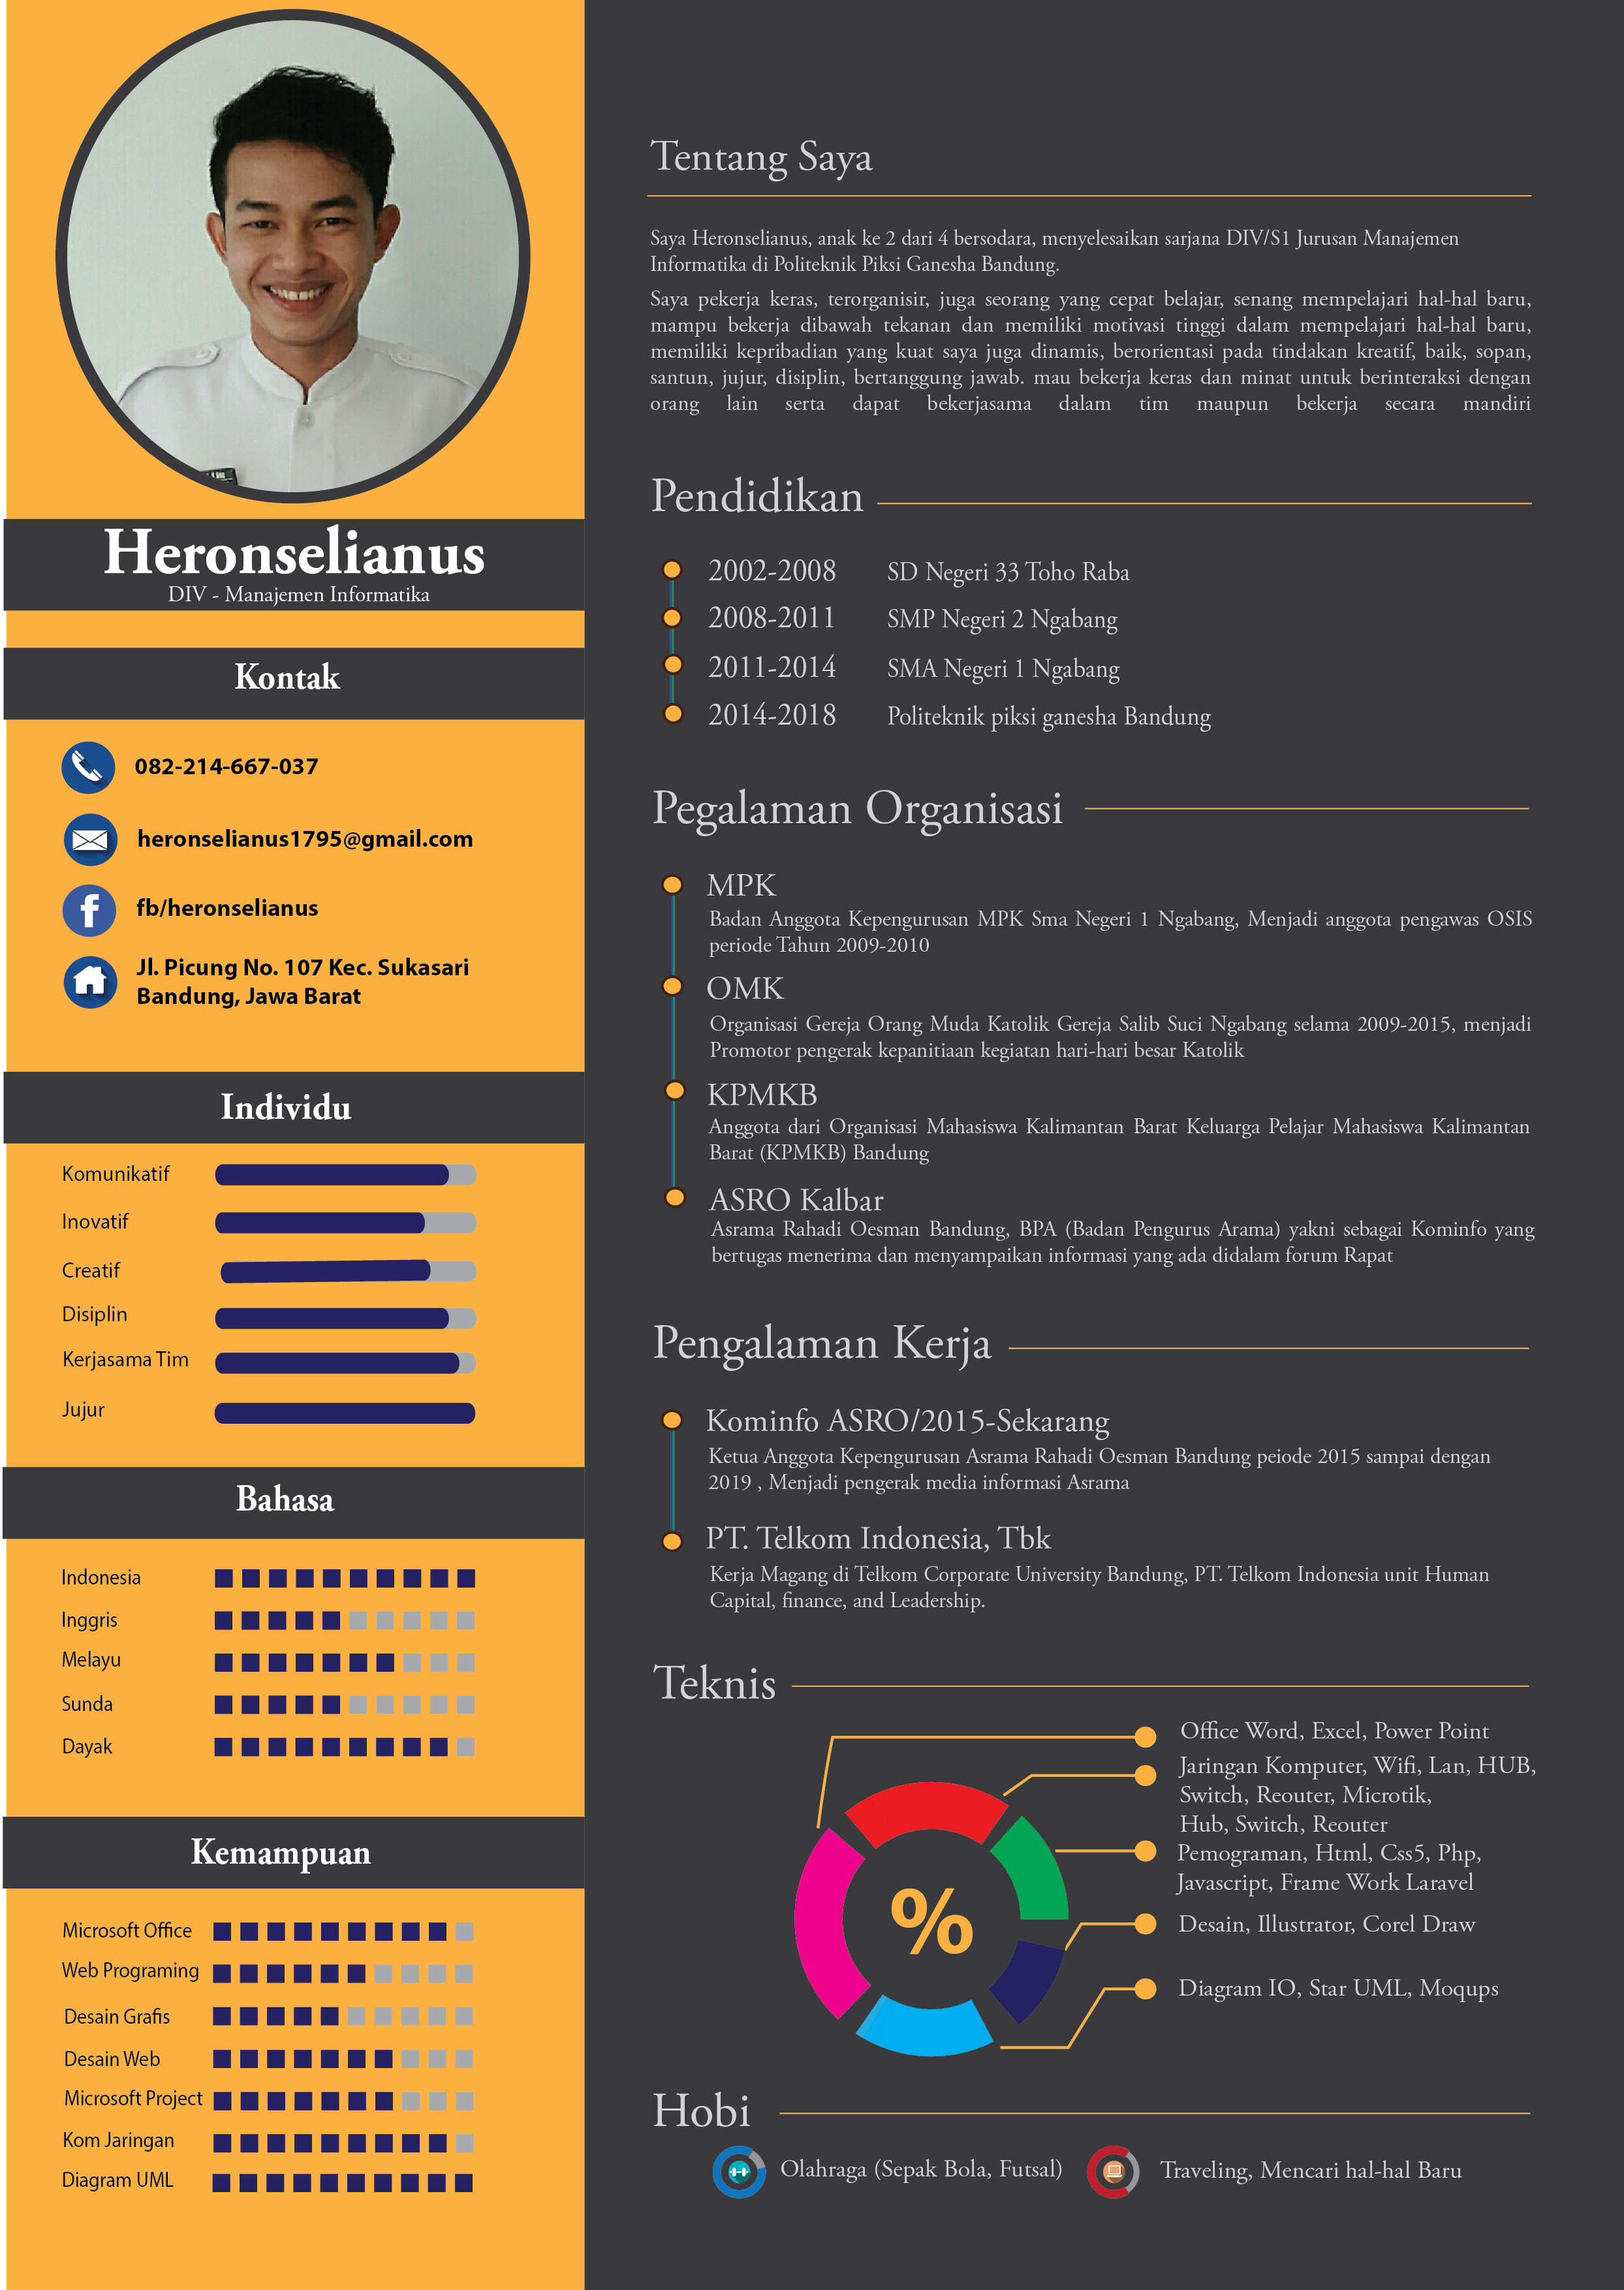 Heronselianus
DIV - Manajemen Informatika
Kontak
082-214-667-037
heronselianus1795@gmail.com
fb/heronselianus
Jl. Picung No. 107 Kec. Sukasari
Bandung, Jawa Barat
Individu
Komunikatif
Inovatif
Creatif
Disiplin
Kerjasama Tim
Jujur
Bahasa
Indonesia
Inggris
Melayu
Sunda
Dayak
Kemampuan
Microsoft Office
Web Programing
Desain Grafis
Desain Web
Microsoft Project
Kom Jaringan
Diagram UML
Tentang Saya
Saya Heronselianus, anak ke 2 dari 4 bersodara, menyelesaikan sarjana DIV/S1 Jurusan Manajemen
Informatika di Politeknik Piksi Ganesha Bandung.
Saya pekerja keras, terorganisir, juga seorang yang cepat belajar, senang mempelajari hal-hal baru,
mampu bekerja dibawah tekanan dan memiliki motivasi tinggi dalam mempelajari hal-hal baru,
memiliki kepribadian yang kuat saya juga dinamis, berorientasi pada tindakan kreatif, baik, sopan,
santun, jujur, disiplin, bertanggung jawab. mau bekerja keras dan minat untuk berinteraksi dengan
orang lain serta dapat bekerjasama dalam tim maupun bekerja secara mandiri
Pendidikan
2002-2008 SD Negeri 33 Toho Raba
2008-2011 SMP Negeri 2 Ngabang
2011-2014 SMA Negeri 1 Ngabang
2014-2018 Politeknik piksi ganesha Bandung
Pegalaman Organisasi
MPK
Badan Anggota Kepengurusan MPK Sma Negeri 1 Ngabang, Menjadi anggota pengawas OSIS
periode Tahun 2009-2010
OMK
Organisasi Gereja Orang Muda Katolik Gereja Salib Suci Ngabang selama 2009-2015, menjadi
Promotor pengerak kepanitiaan kegiatan hari-hari besar Katolik
KPMKB
Anggota dari Organisasi Mahasiswa Kalimantan Barat Keluarga Pelajar Mahasiswa Kalimantan
Barat (KPMKB) Bandung
ASRO Kalbar
Asrama Rahadi Oesman Bandung, BPA (Badan Pengurus Arama) yakni sebagai Kominfo yang
bertugas menerima dan menyampaikan informasi yang ada didalam forum Rapat
Pengalaman Kerja
Kominfo ASRO/2015-Sekarang
Ketua Anggota Kepengurusan Asrama Rahadi Oesman Bandung peiode 2015 sampai dengan
2019 , Menjadi pengerak media informasi Asrama
PT. Telkom Indonesia, Tbk
Kerja Magang di Telkom Corporate University Bandung, PT. Telkom Indonesia unit Human
Capital, finance, and Leadership.
Teknis
Office Word, Excel, Power Point
Jaringan Komputer, Wifi, Lan, HUB,
Switch, Reouter, Microtik,
Hub, Switch, Reouter
Pemograman, Html, Css5, Php,
Javascript, Frame Work Laravel
%
Desain, Illustrator, Corel Draw
Diagram IO, Star UML, Moqups
Hobi
Olahraga (Sepak Bola, Futsal)
Traveling, Mencari hal-hal Baru